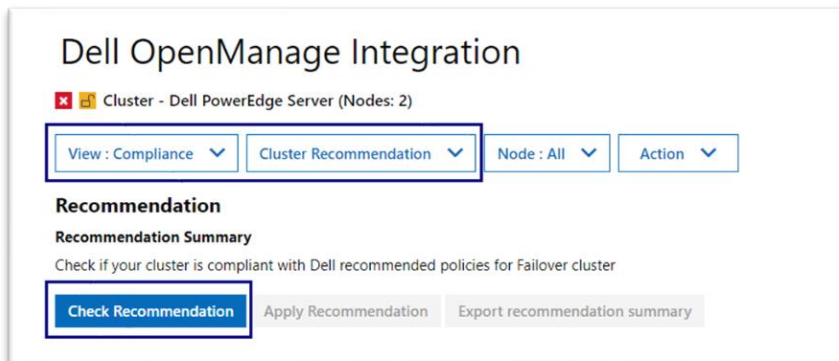 Dell OpenManage Integration
Cluster - Dell PowerEdge Server (Nodes: 2)
View : Compliance Cluster Recommendation Node : All Action
Recommendation
Recommendation Summary
Check if your cluster is compliant with Dell recommended policies for Failover cluster
Check Recommendation Apply Recommendation Export recommendation summary